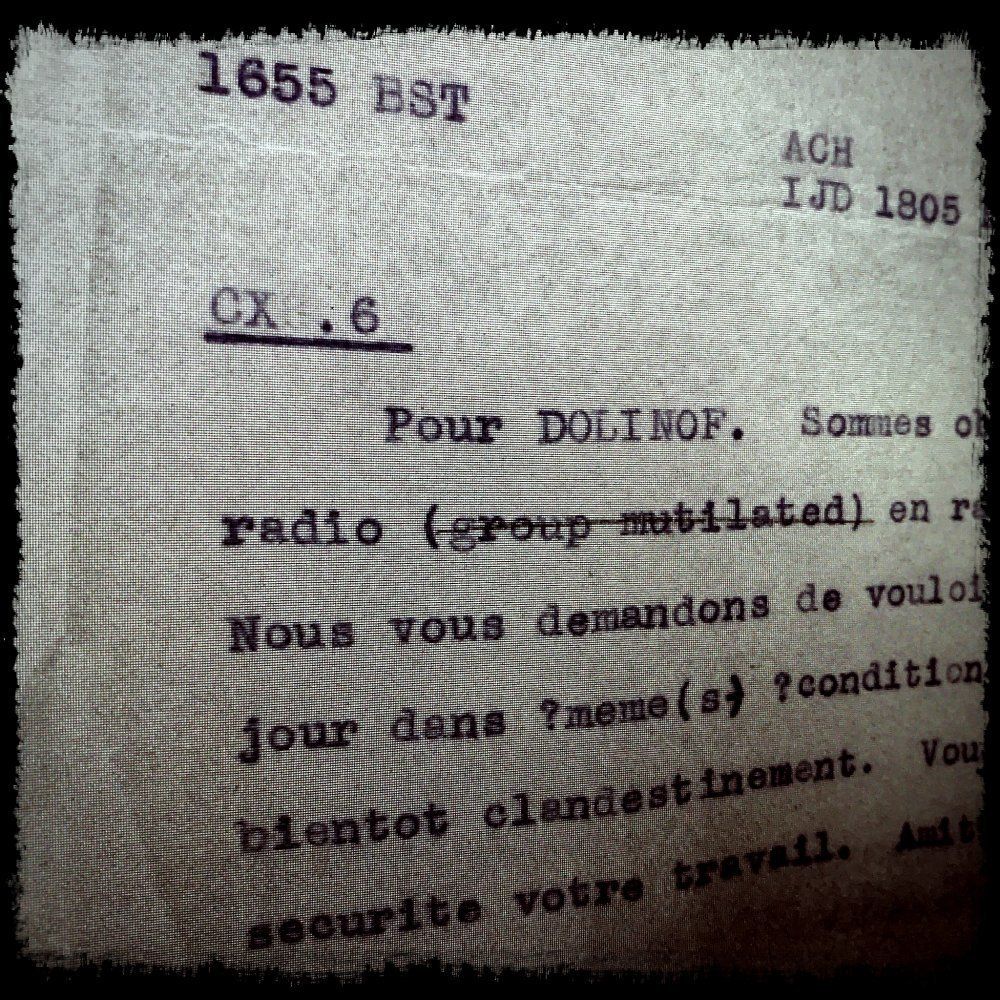 1655 BST
ACH
IJD 1805
CX .6
Pour DOLINOF. Sommes
radio (group mutilated) en
Nous vous demandons de
jour dans ?meme(s) ?condition
bientot clandestinement.
securite votre travail.